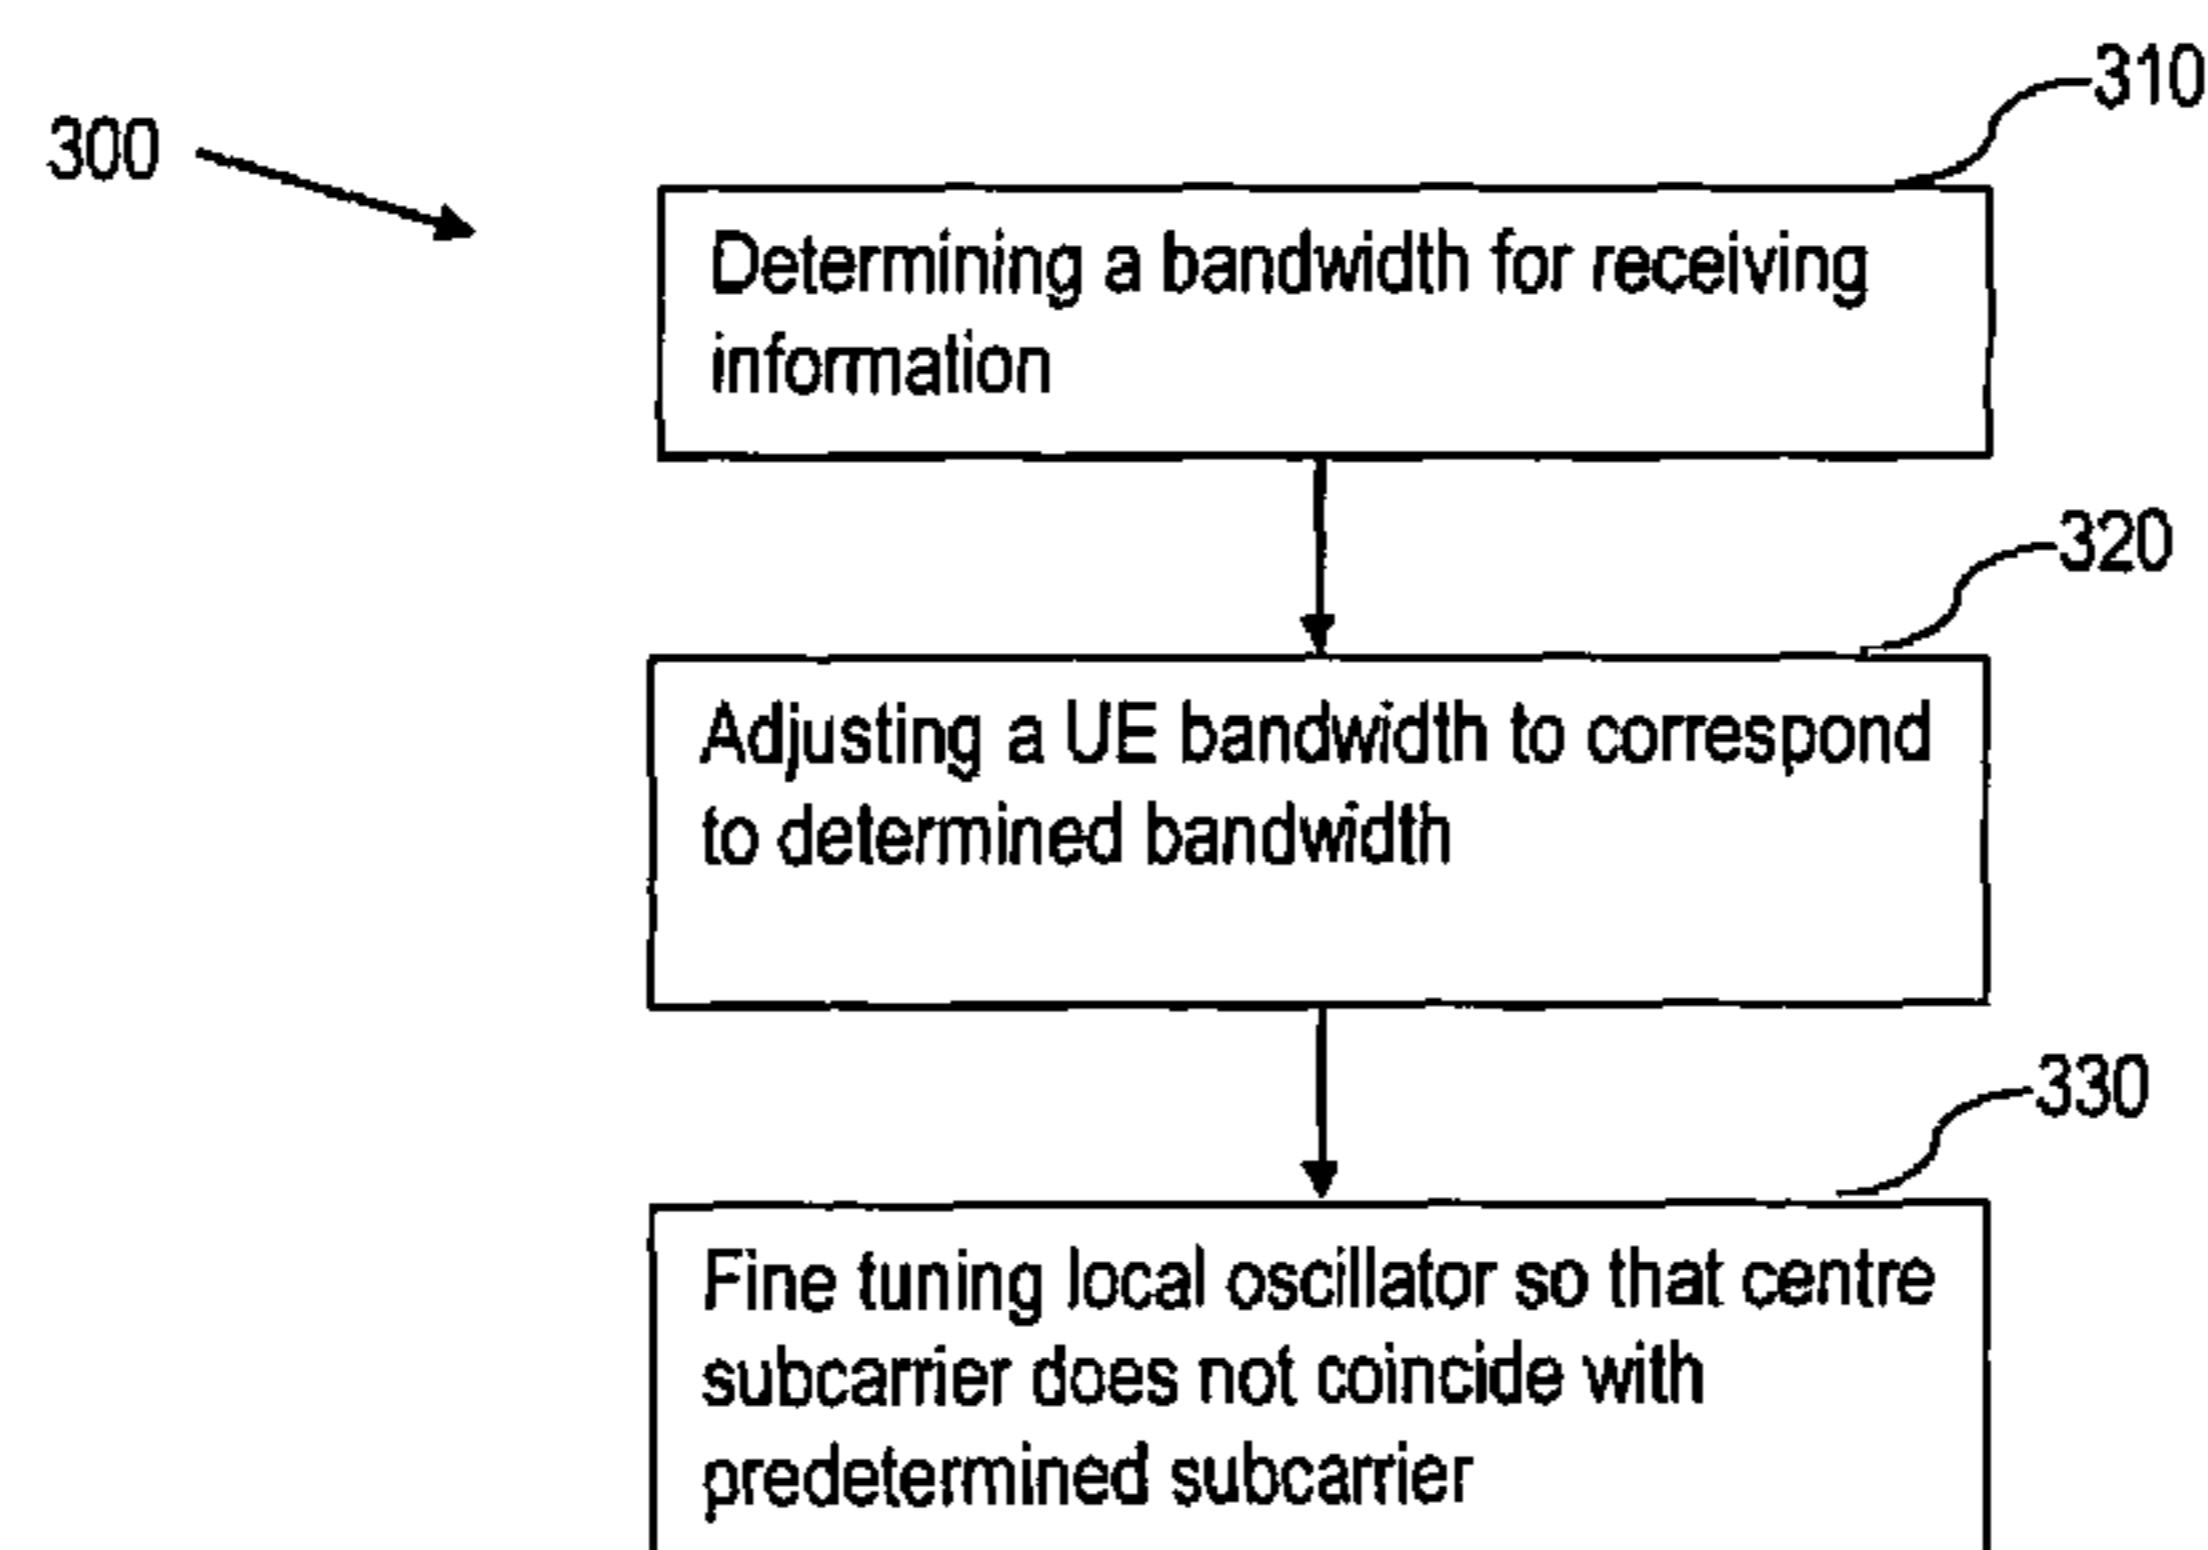 310
300
Determining a bandwidth for receiving
information
320
Adjusting a UE bandwidth to correspond
to determined bandwidth
330
Fine tuning local oscillator so that centre
subcarrier does not coincide with
predetermined subcarrier